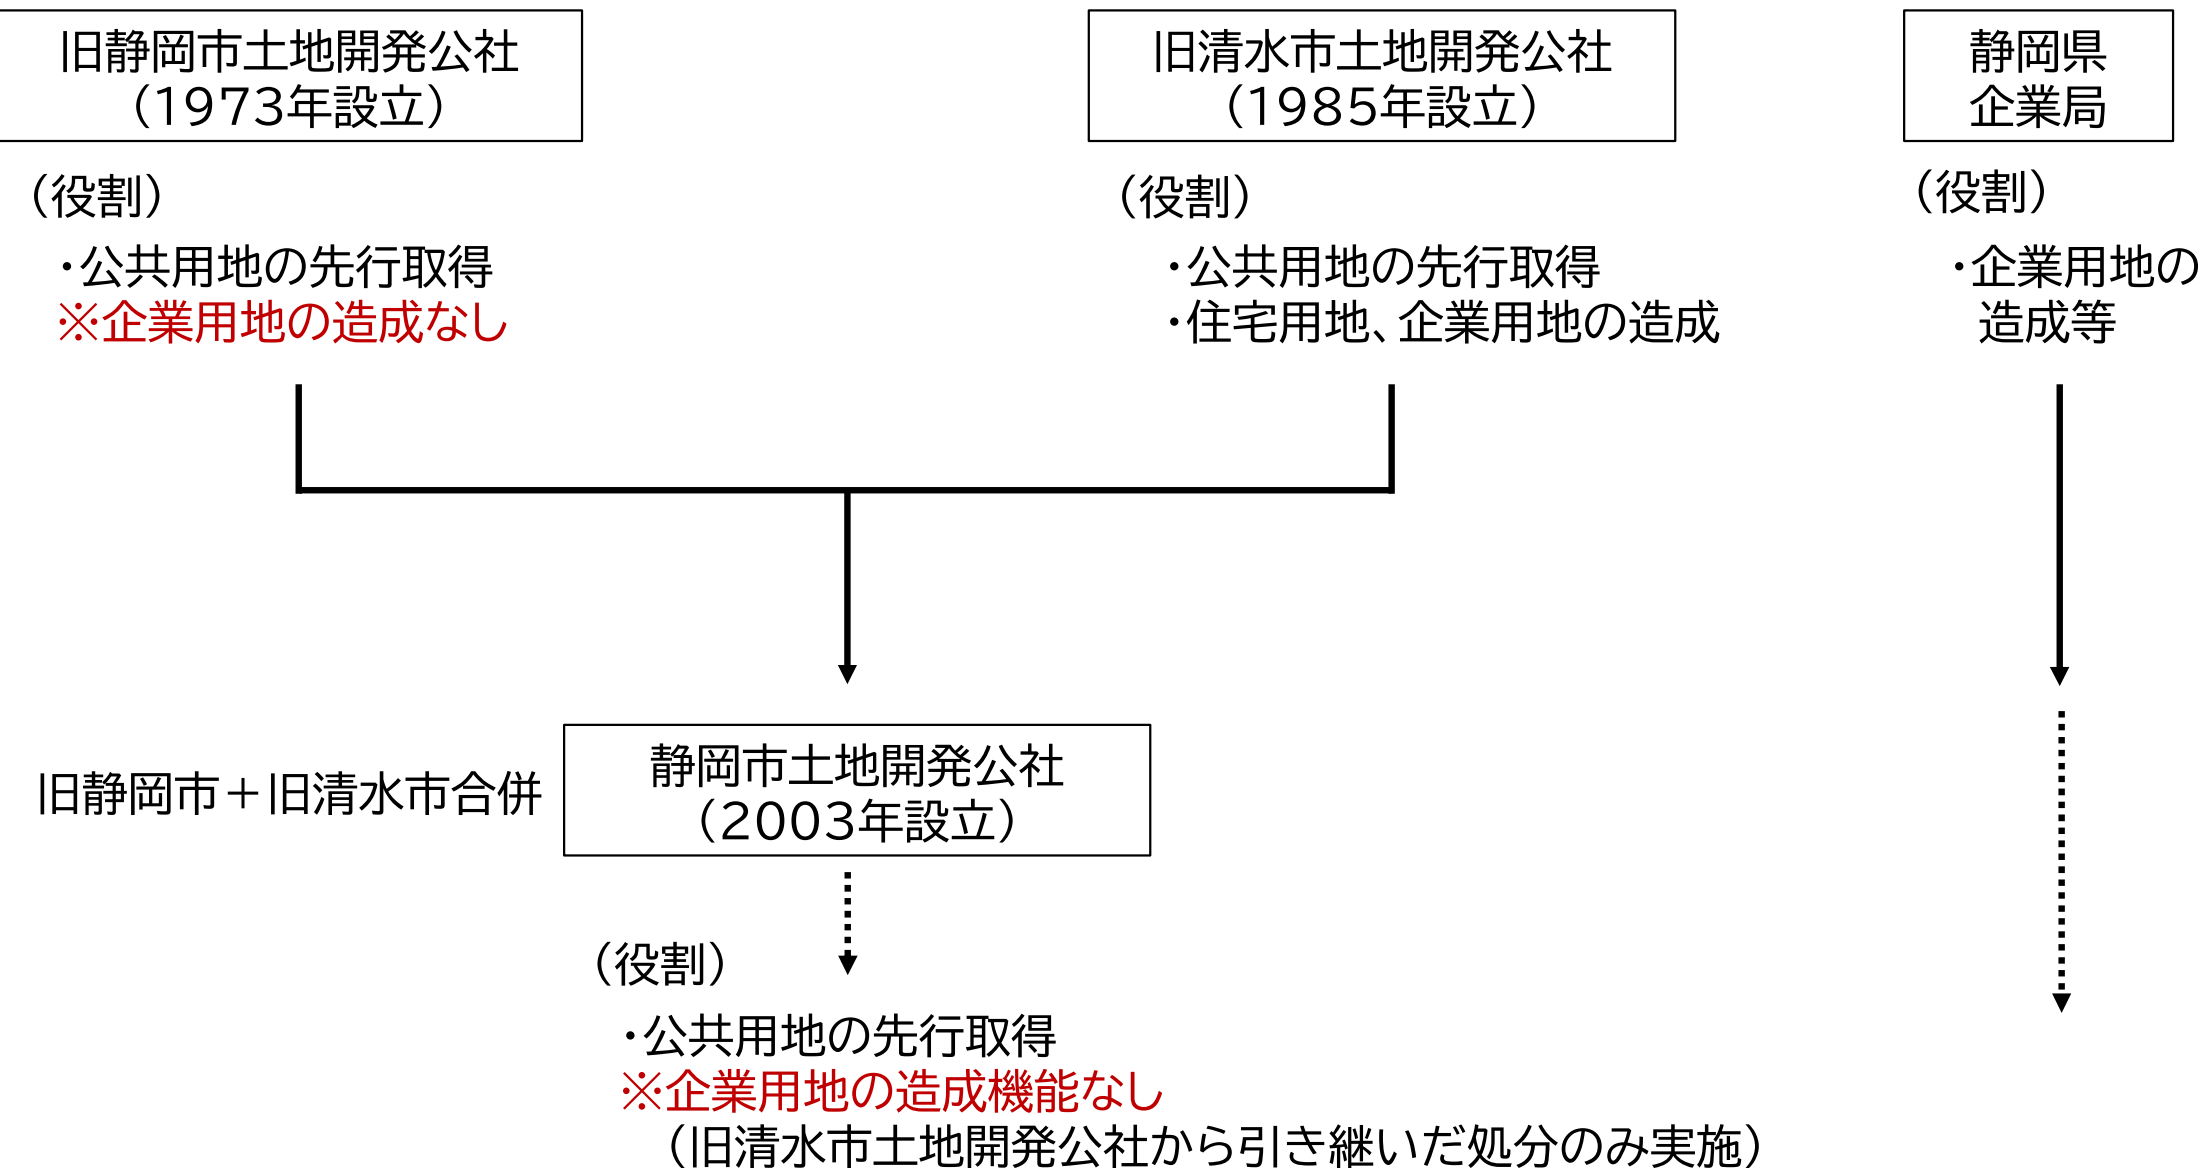 旧静岡市土地開発公社
（1973年設立）
（役割）
・公共用地の先行取得
※企業用地の造成なし
旧清水市土地開発公社
（1985年設立）
（役割）
・公共用地の先行取得
・住宅用地、企業用地の造成
静岡県
企業局
（役割）
・企業用地の
造成等
旧静岡市＋旧清水市合併
静岡市土地開発公社
（2003年設立）
（役割）
・公共用地の先行取得
※企業用地の造成機能なし
（旧清水市土地開発公社から引き継いだ処分のみ実施）